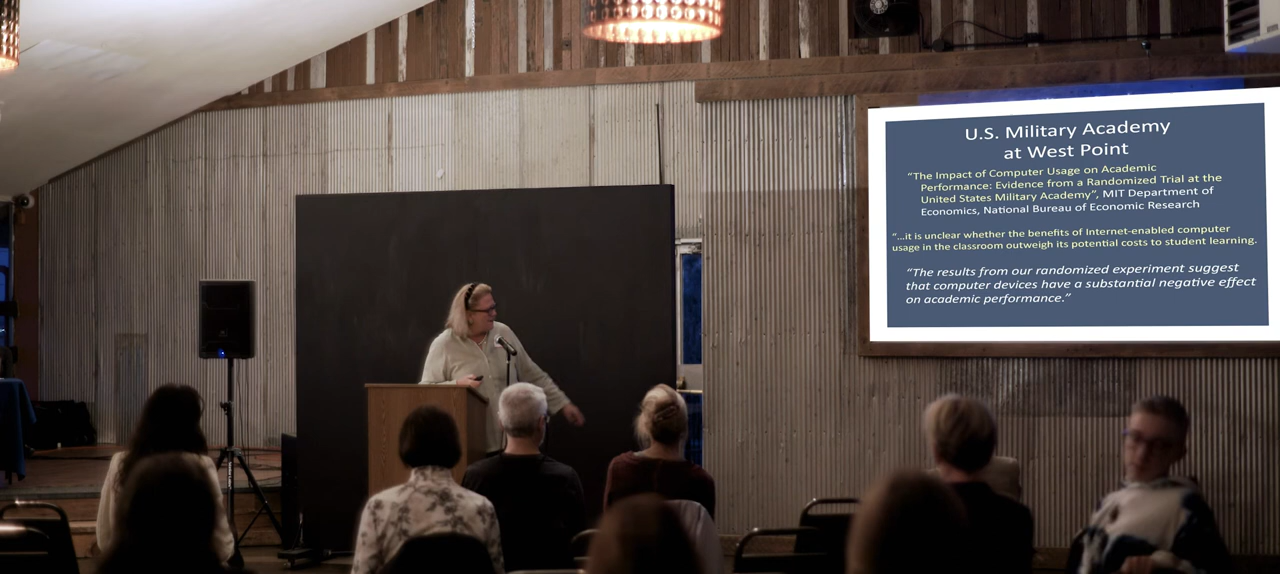 U.S. Military Academy
at West Point
"The Impact of Computer Usage on Academic
Performance: Evidence from a Randomized Trial at the
United States Military Academy", MIT Department of
Economics, National Bureau of Economic Research
"...it is unclear whether the benefits of Internet-enabled computer
usage in the classroom outweigh its potential costs to student learning.
"The results from our randomized experiment suggest
that computer devices have a substantial negative effect
on academic performance."